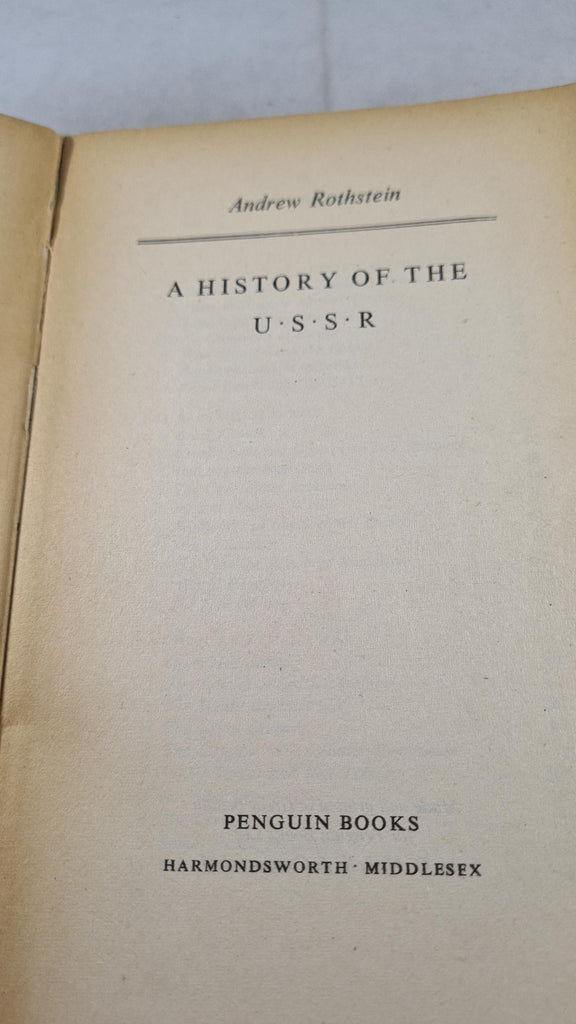 Andrew Rothstein
A HISTORY OF THE
U·S·S·R
PENGUIN BOOKS
HARMONDSWORTH · MIDDLESEX